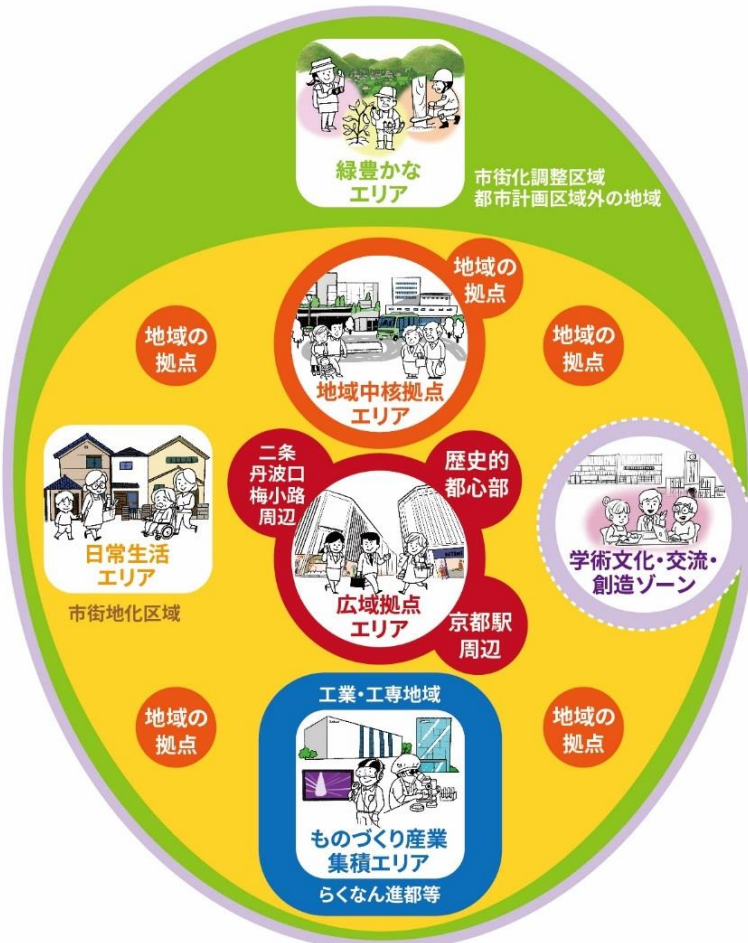 緑豊かな
エリア
市街化調整区域
都市計画区域外の地域
地域の
拠点
地域の
拠点
地域の
拠点
地域中核拠点
エリア
二条
丹波口
梅小路
周辺
歴史的
都心部
広域拠点
エリア
京都駅
周辺
日常生活
エリア
市街地化区域
学術文化・交流・
創造ゾーン
地域の
拠点
地域の
拠点
工業・工専地域
ものづくり産業
集積エリア
らくなん進都等